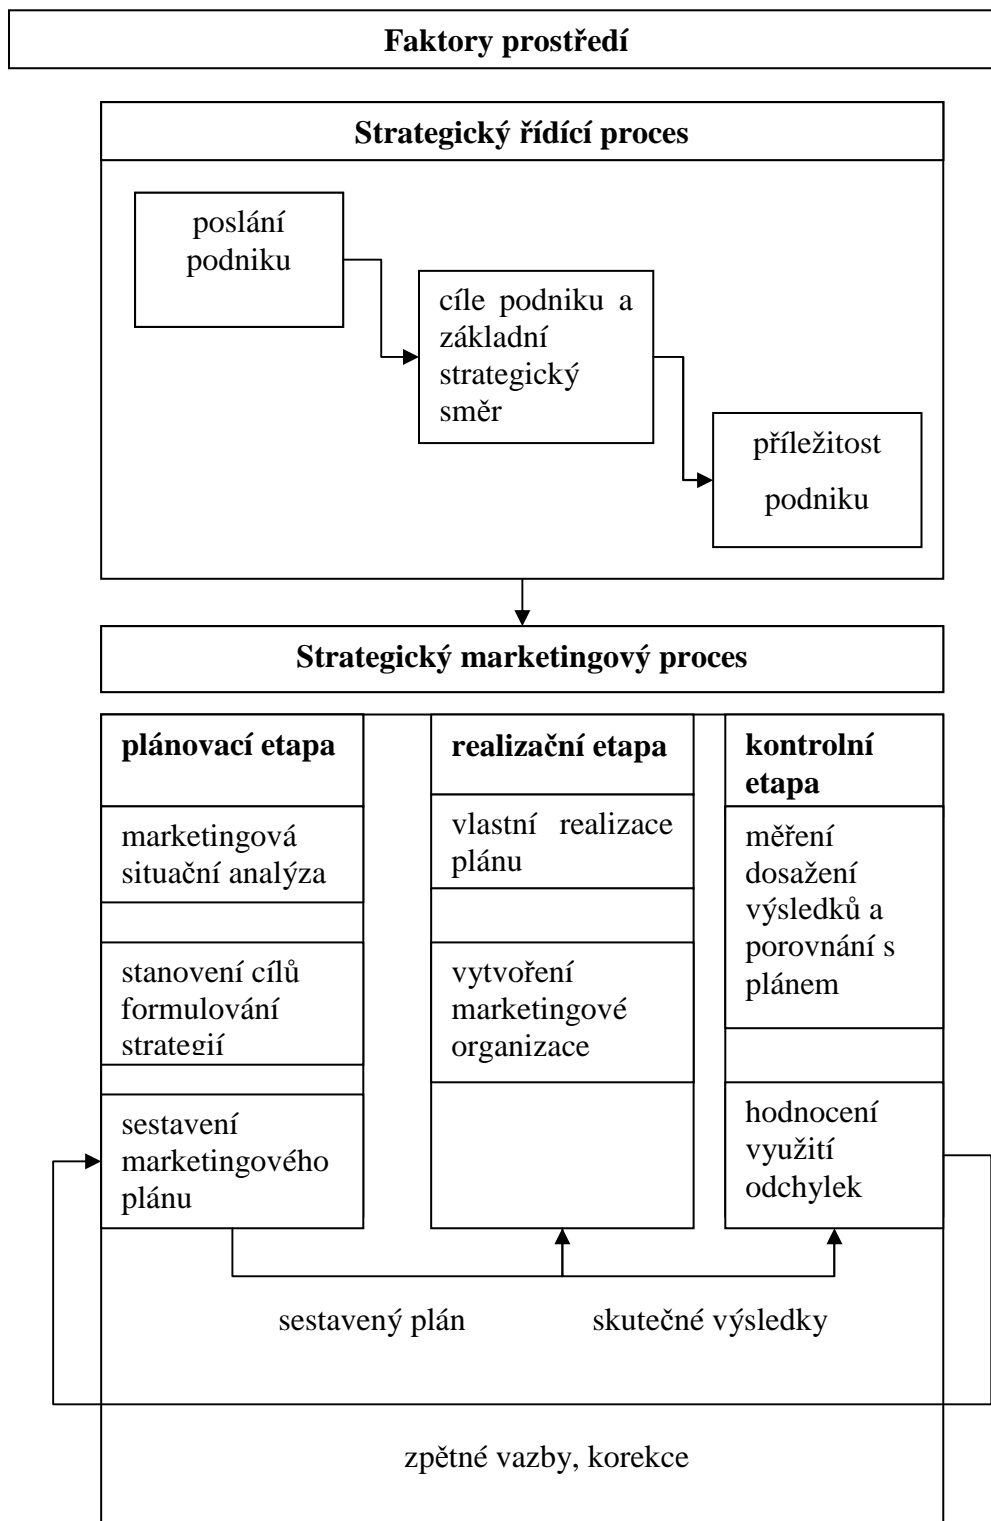 Faktory prostředí
Strategický řídící proces
poslání
podniku
cíle podniku a
základní
strategický
směr
příležitost
podniku
Strategický marketingový proces
plánovací etapa
marketingová
situační analýza
stanovení cílů
formulování
strategií
sestavení
marketingového
plánu
realizační etapa
vlastní realizace
plánu
vytvoření
marketingové
organizace
kontrolní
etapa
měření
dosažení
výsledků a
porovnání s
plánem
hodnocení
využití
odchylek
sestavený plán
skutečné výsledky
zpětné vazby, korekce